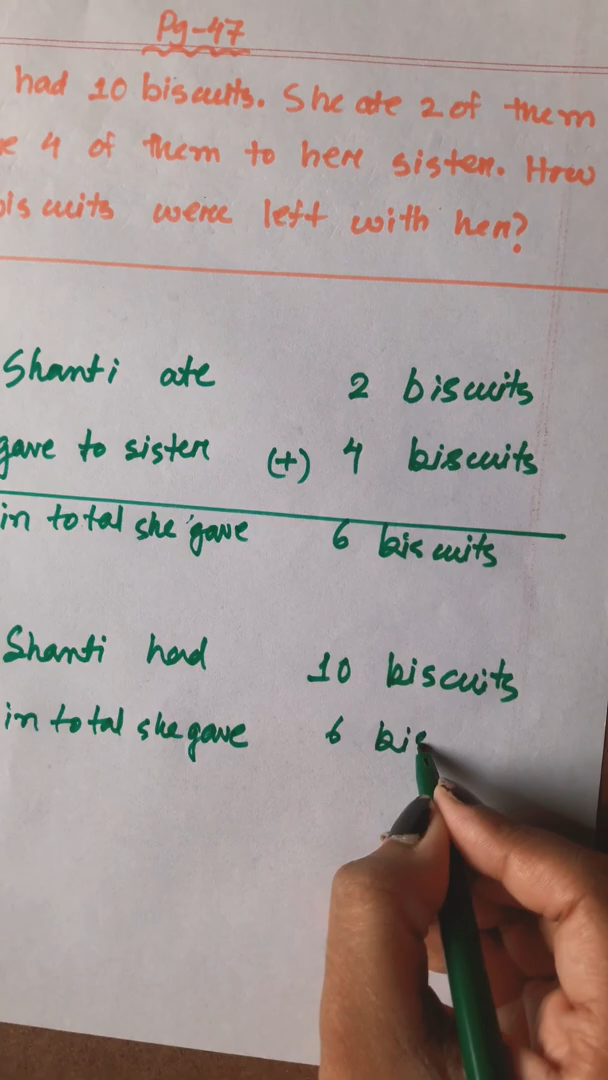 Pg-47
had 10 biscuits. She ate 2 of them
4 of them to here sister. How
were left with her?
Shanti ate 2 biscuits
gave to sister (+) 4 biscuits
in total she gave 6 biscuits
Shanti had 10 biscuits
in total she gave 6 bis